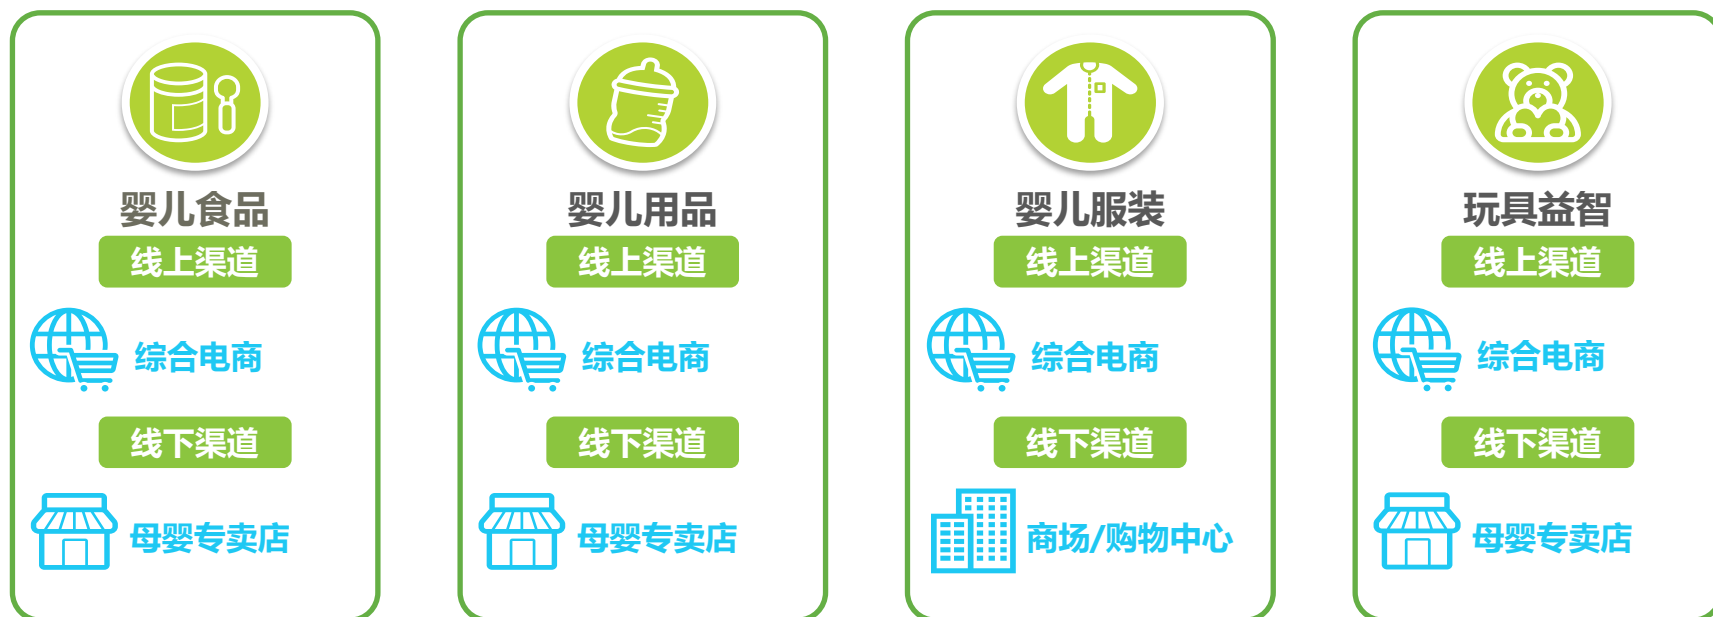 婴儿食品
线上渠道
综合电商
线下渠道
母婴专卖店
婴儿用品
线上渠道
综合电商
线下渠道
母婴专卖店
婴儿服装
线上渠道
综合电商
线下渠道
商场/购物中心
玩具益智
线上渠道
综合电商
线下渠道
母婴专卖店